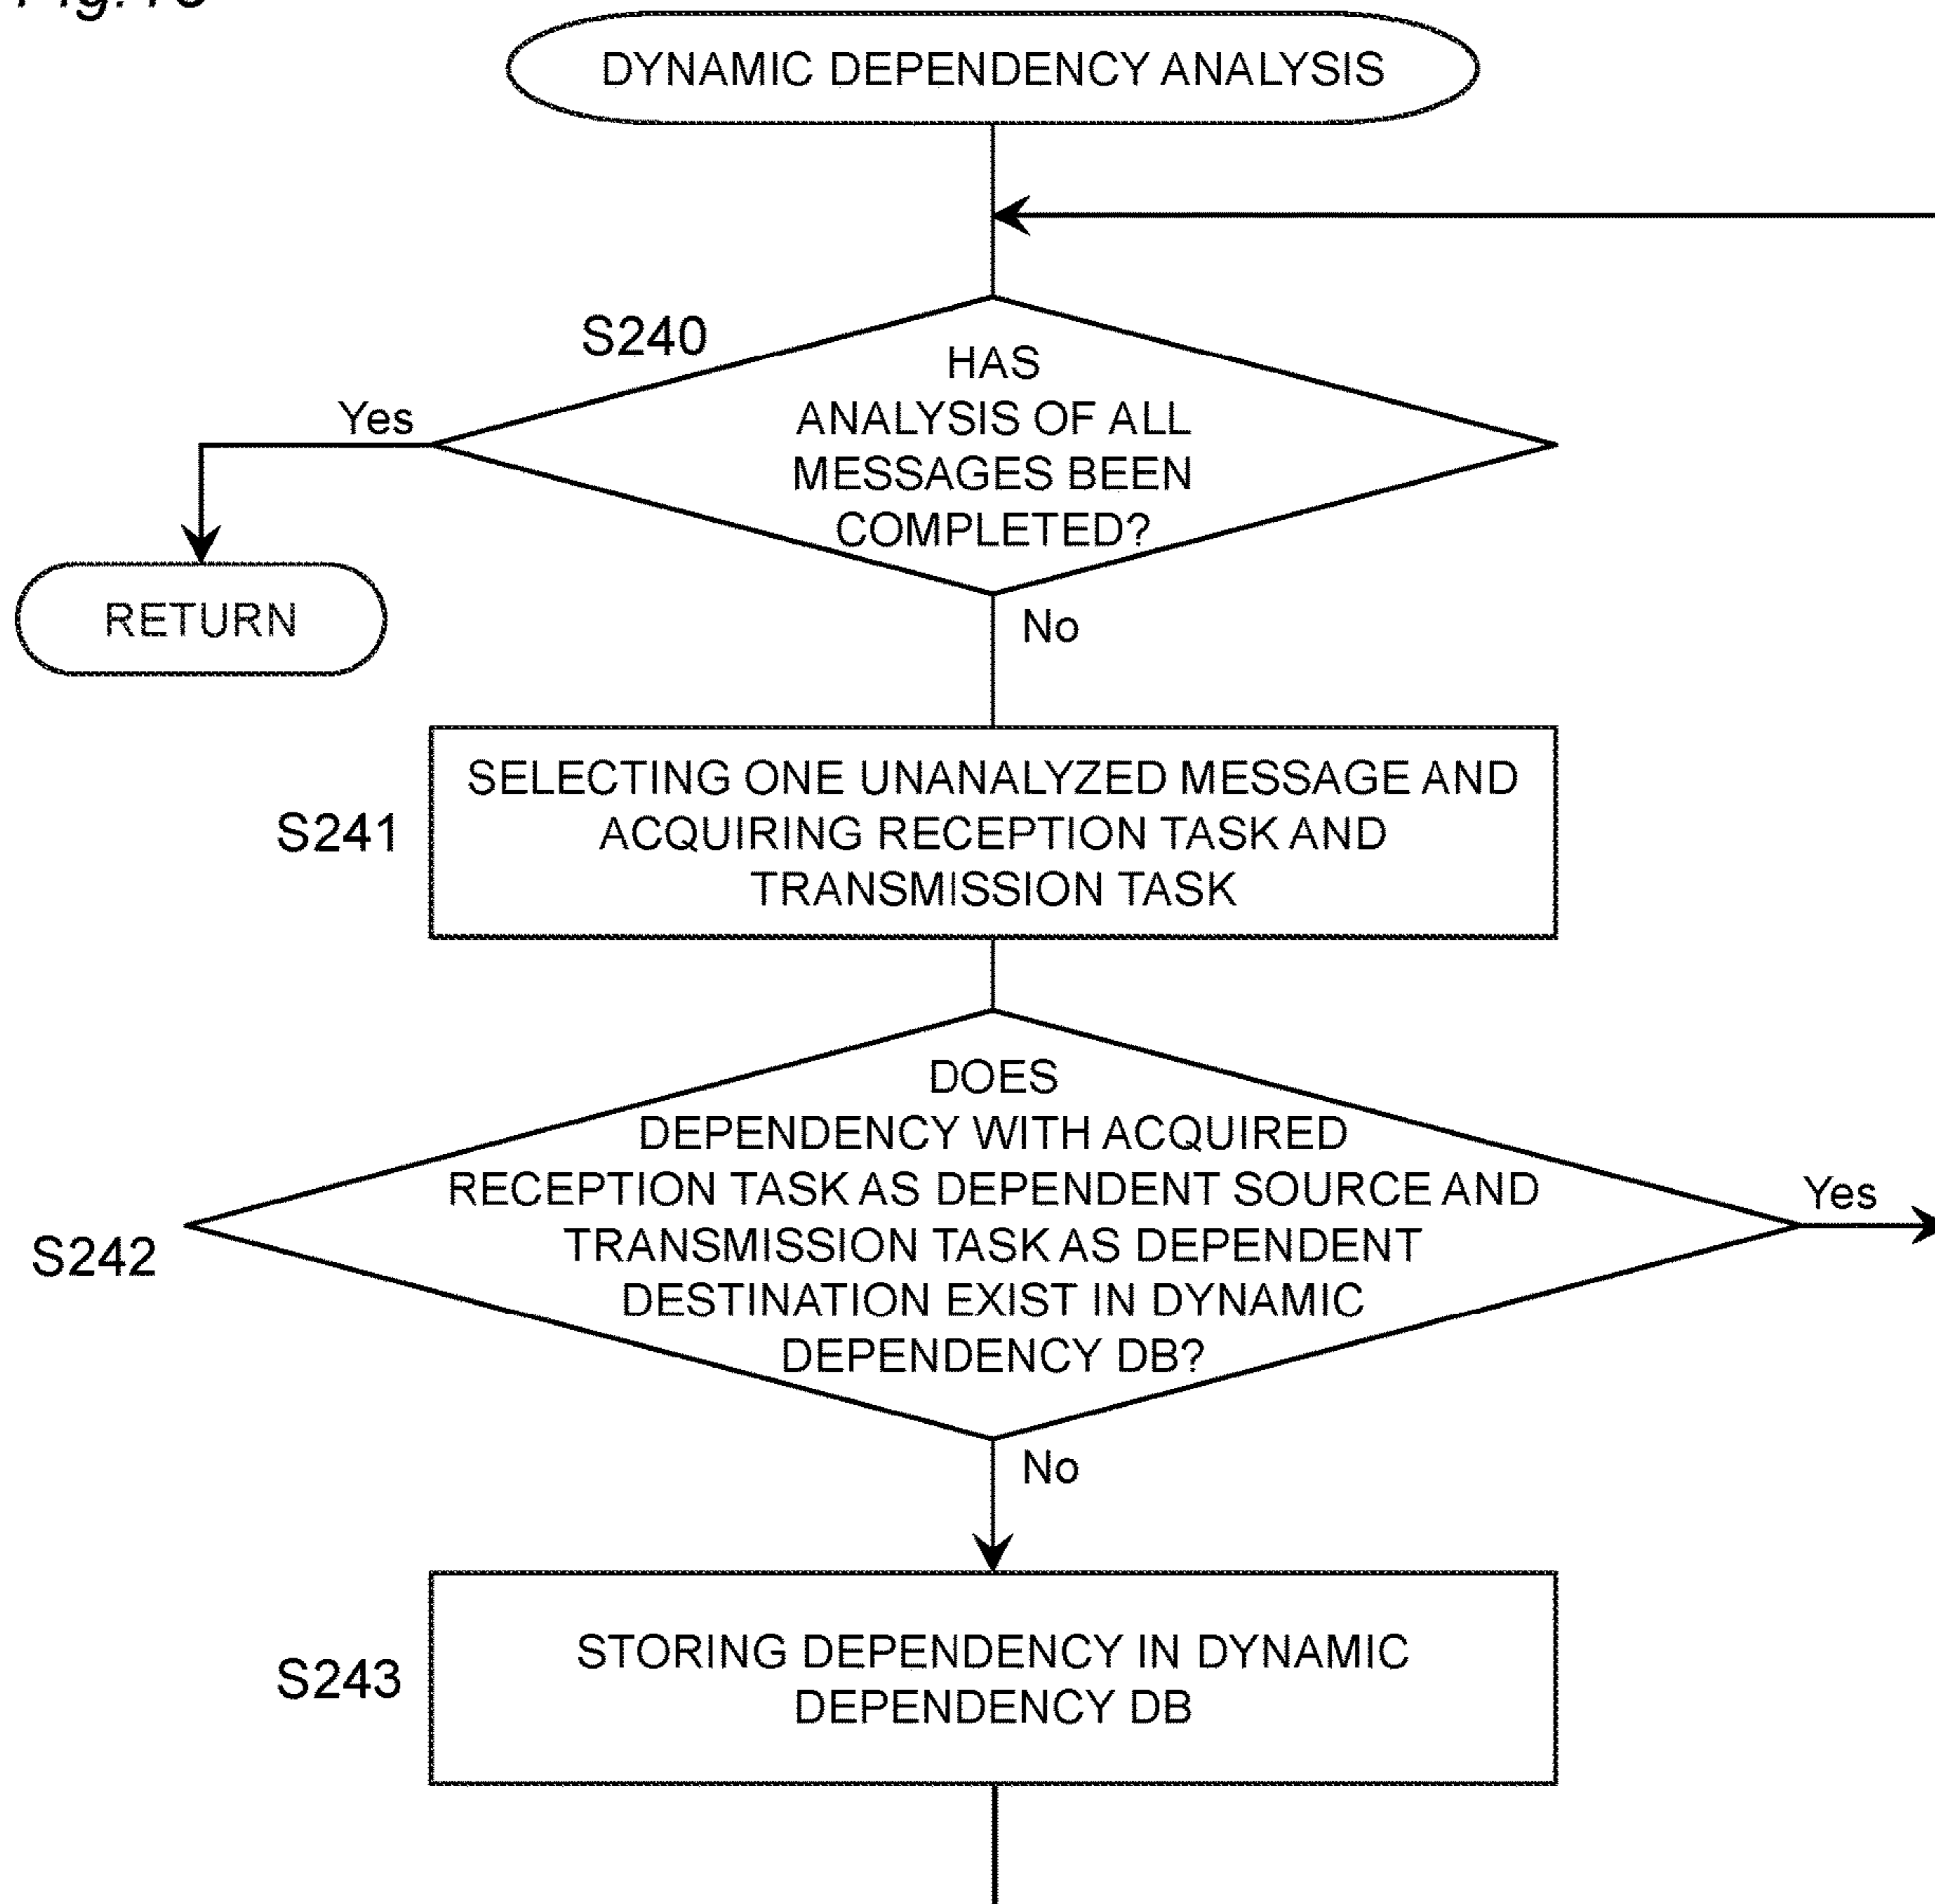 DYNAMIC DEPENDENCY ANALYSIS
S240
HAS
ANALYSIS OF ALL
MESSAGES BEEN
COMPLETED?
Yes
RETURN
No
S241
SELECTING ONE UNANALYZED MESSAGE AND
ACQUIRING RECEPTION TASK AND
TRANSMISSION TASK
S242
DOES
DEPENDENCY WITH ACQUIRED
RECEPTION TASK AS DEPENDENT SOURCE AND
TRANSMISSION TASK AS DEPENDENT
DESTINATION EXIST IN DYNAMIC
DEPENDENCY DB?
Yes
No
S243
STORING DEPENDENCY IN DYNAMIC
DEPENDENCY DB